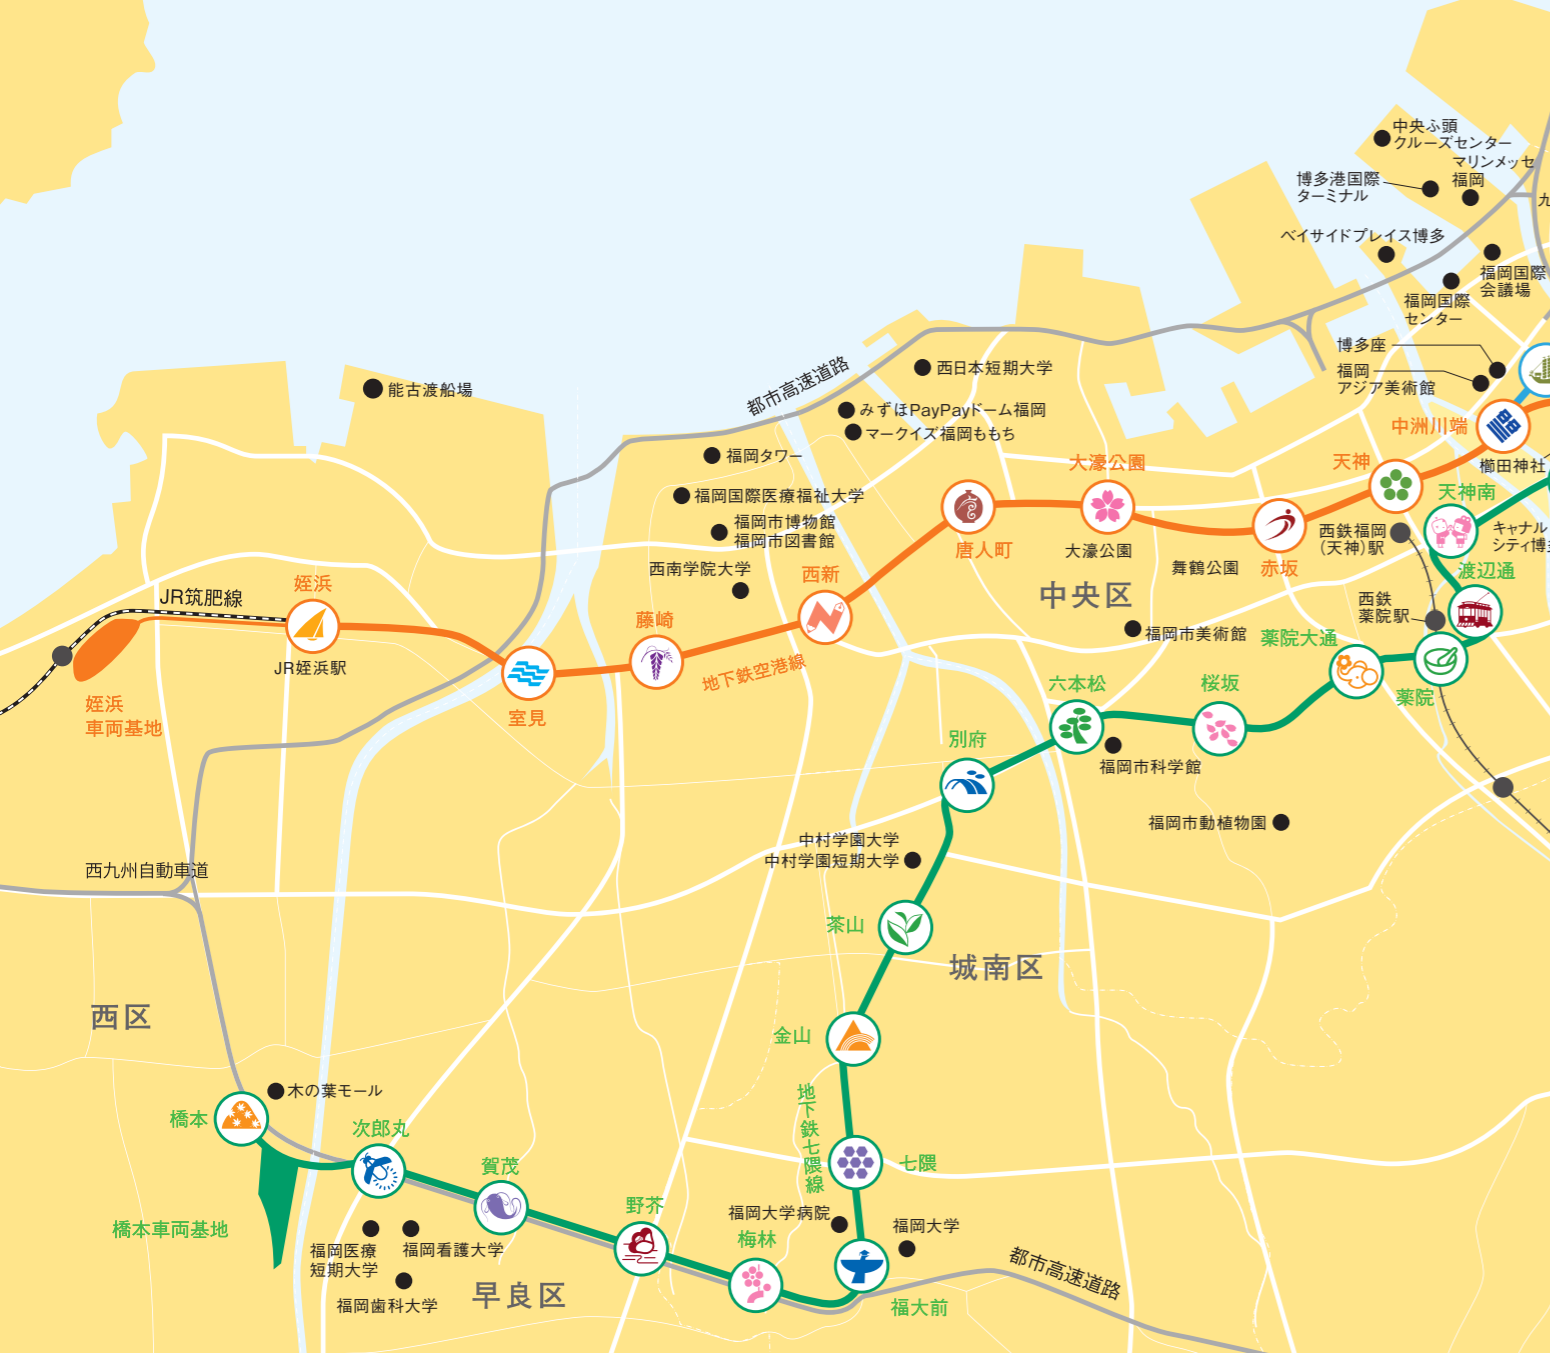 中央ふ頭
クルーズセンター
マリンメッセ
福岡
博多港国際
ターミナル
九
ベイサイドプレイス博多
福岡国際
会議場
福岡国際
センター
博多座
福岡
アジア美術館
都市高速道路
西日本短期大学
能古渡船場
みずほPayPayドーム福岡
マークイズ福岡ももち
中洲川端
福岡タワー
大濠公園
天神
櫛田神社
福岡国際医療福祉大学
天神南
福岡市博物館
福岡市図書館
西鉄福岡
(天神)駅
キャナル
シティ博多
唐人町
大濠公園
舞鶴公園
赤坂
西南学院大学
西新
渡辺通
姪浜
JR筑肥線
中央区
西鉄
薬院駅
藤崎
福岡市美術館
薬院大通
JR姪浜駅
地下鉄空港線
六本松
桜坂
薬院
姪浜
車両基地
室見
別府
福岡市科学館
福岡市動植物園
中村学園大学
中村学園短期大学
西九州自動車道
茶山
城南区
西区
金山
木の葉モール
地下鉄七隈線
橋本
次郎丸
賀茂
七隈
野芥
福岡大学病院
福岡大学
橋本車両基地
梅林
福岡医療
短期大学
福岡看護大学
都市高速道路
早良区
福岡歯科大学
福大前